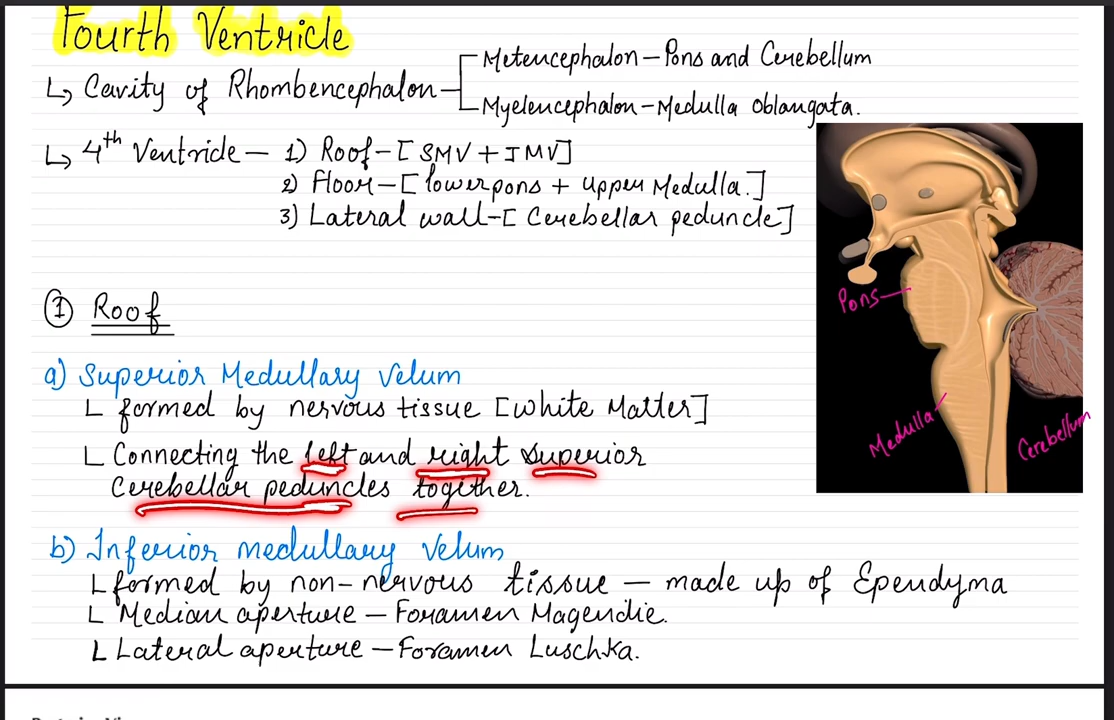 Fourth Ventricle
↳ Cavity of Rhombencephalon
Metencephalon - Pons and Cerebellum
Myelencephalon - Medulla Oblangata.
↳ 4th Ventricle - 1) Roof - [SMV + IMV]
2) Floor - [lower pons + Upper Medulla.]
3) Lateral wall - [Cerebellar peduncle]
① Roof
a) Superior Medullary Velum
formed by nervous tissue [White Matter]
Connecting the left and right superior
Cerebellar peduncles together.
b) Inferior medullary Velum
formed by non-nervous tissue - made up of Ependyma
Median aperture - Foramen Magendie.
Lateral aperture - Foramen Luschka.
Pons
Medulla
Cerebellum